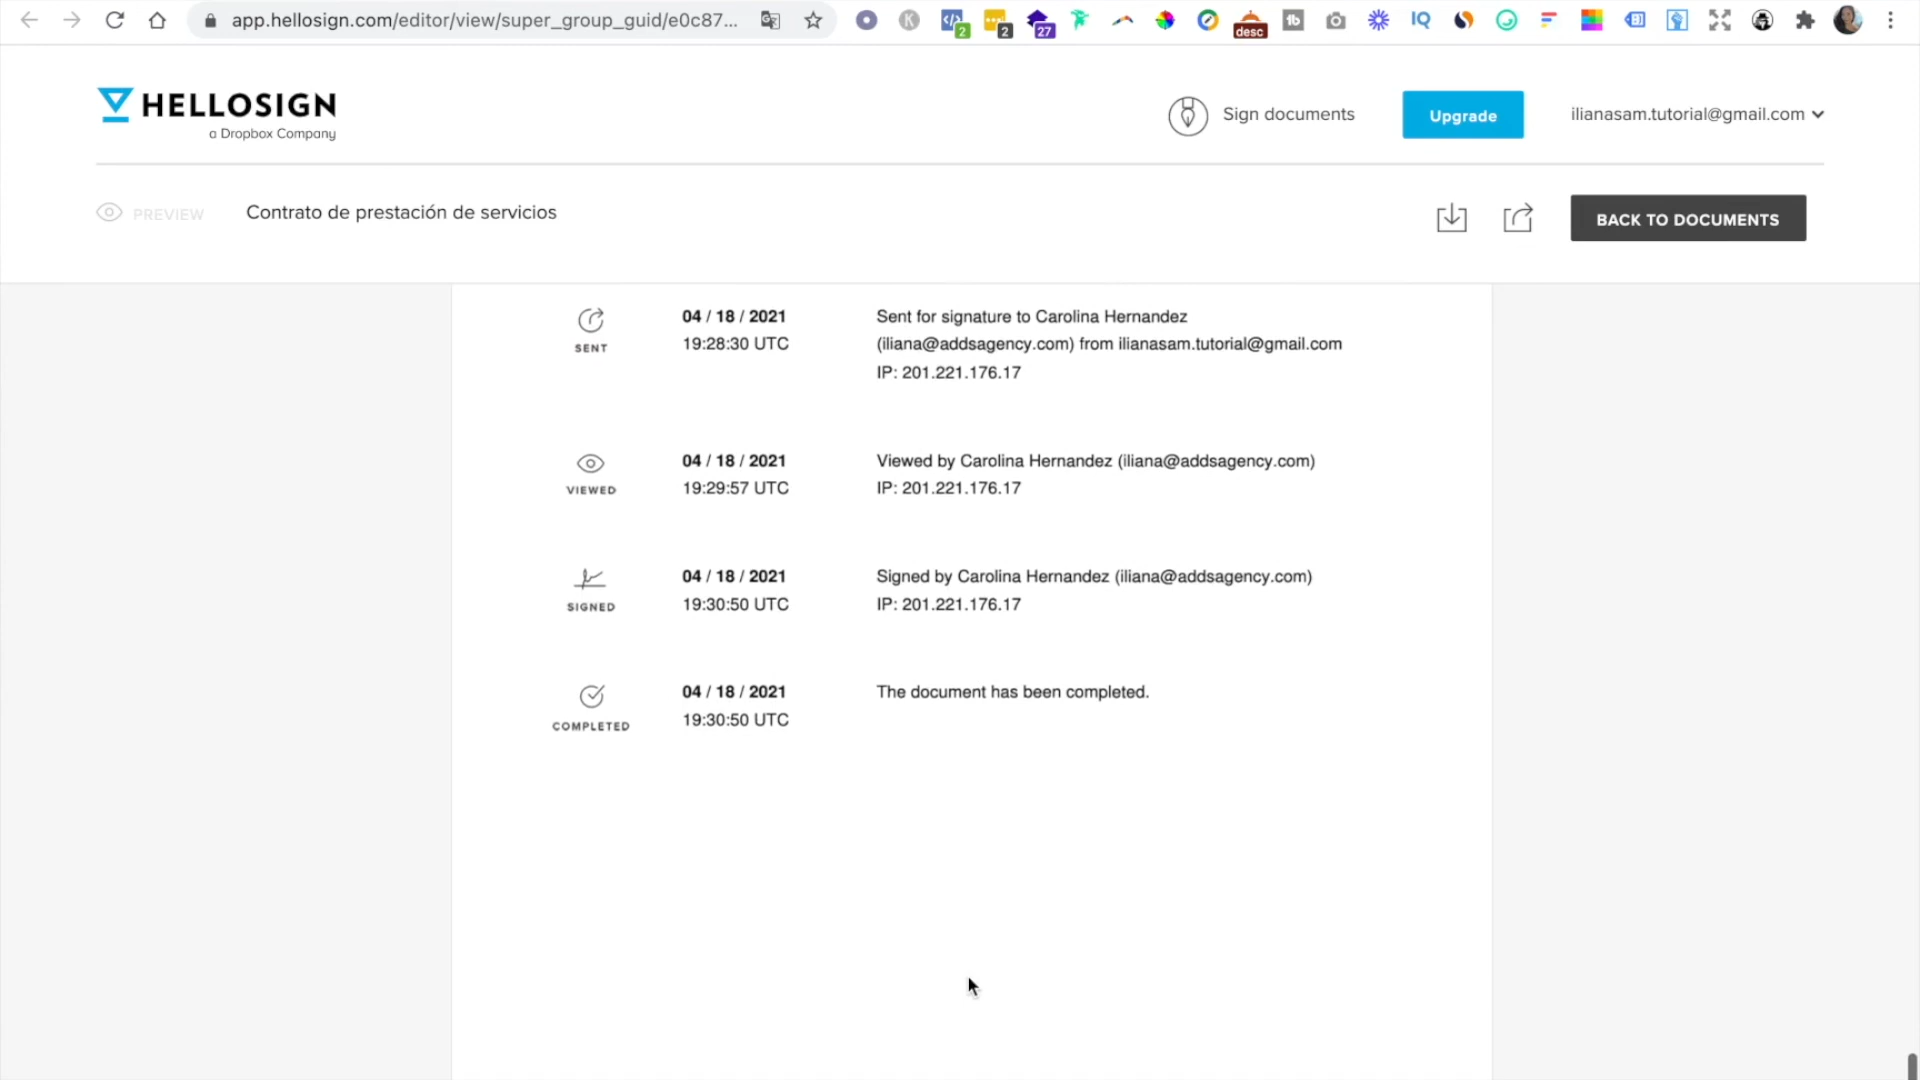 app.hellosign.com/editor/view/super_group_guid/e0c87...
2
2
27
desc
IQ
HELLOSIGN
a Dropbox Company
Sign documents
Upgrade
ilianasam.tutorial@gmail.com
PREVIEW
Contrato de prestación de servicios
BACK TO DOCUMENTS
SENT
04 / 18 / 2021
19:28:30 UTC
Sent for signature to Carolina Hernandez
(iliana@addsagency.com) from ilianasam.tutorial@gmail.com
IP: 201.221.176.17
VIEWED
04 / 18 / 2021
19:29:57 UTC
Viewed by Carolina Hernandez (iliana@addsagency.com)
IP: 201.221.176.17
SIGNED
04 / 18 / 2021
19:30:50 UTC
Signed by Carolina Hernandez (iliana@addsagency.com)
IP: 201.221.176.17
COMPLETED
04 / 18 / 2021
19:30:50 UTC
The document has been completed.